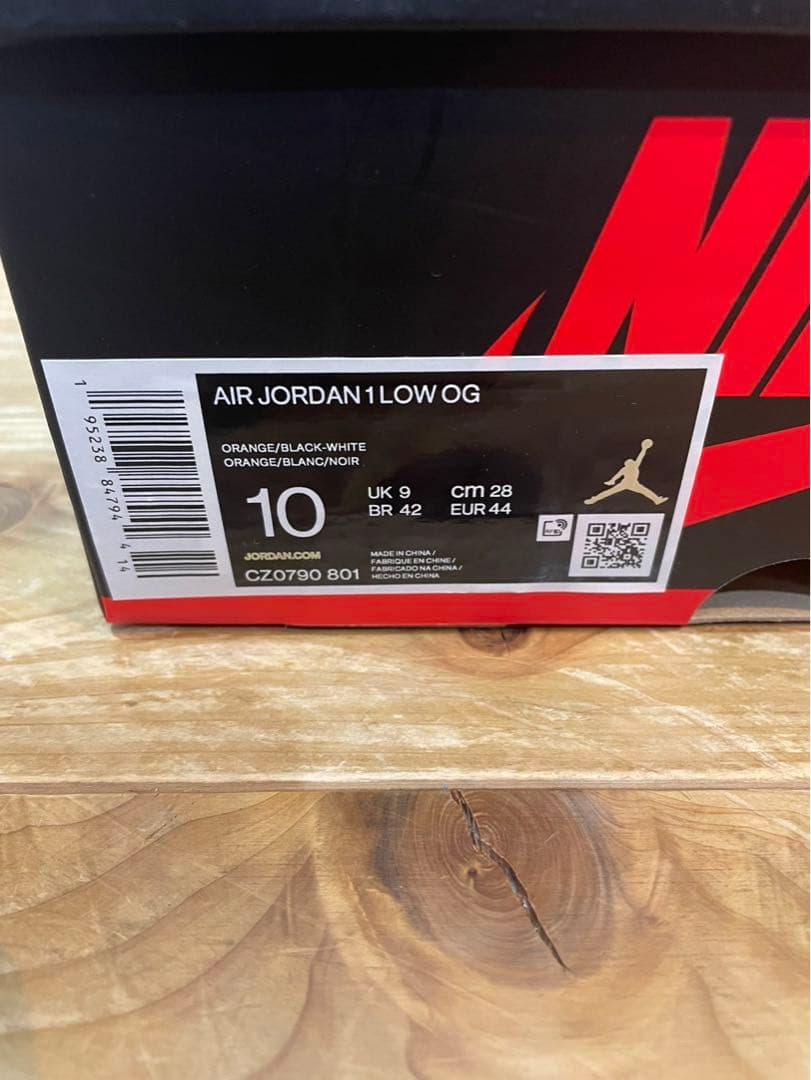 NI
AIR JORDAN 1 LOW OG
ORANGE/BLACK-WHITE
ORANGE/BLANC/NOIR
10
UK 9
cm 28
BR 42
EUR 44
JORDAN.COM
CZ0790 801
MADE IN CHINA /
FABRIQUE EN CHINE /
FABRICADO NA CHINA /
HECHO EN CHINA
1 95238 84794 414